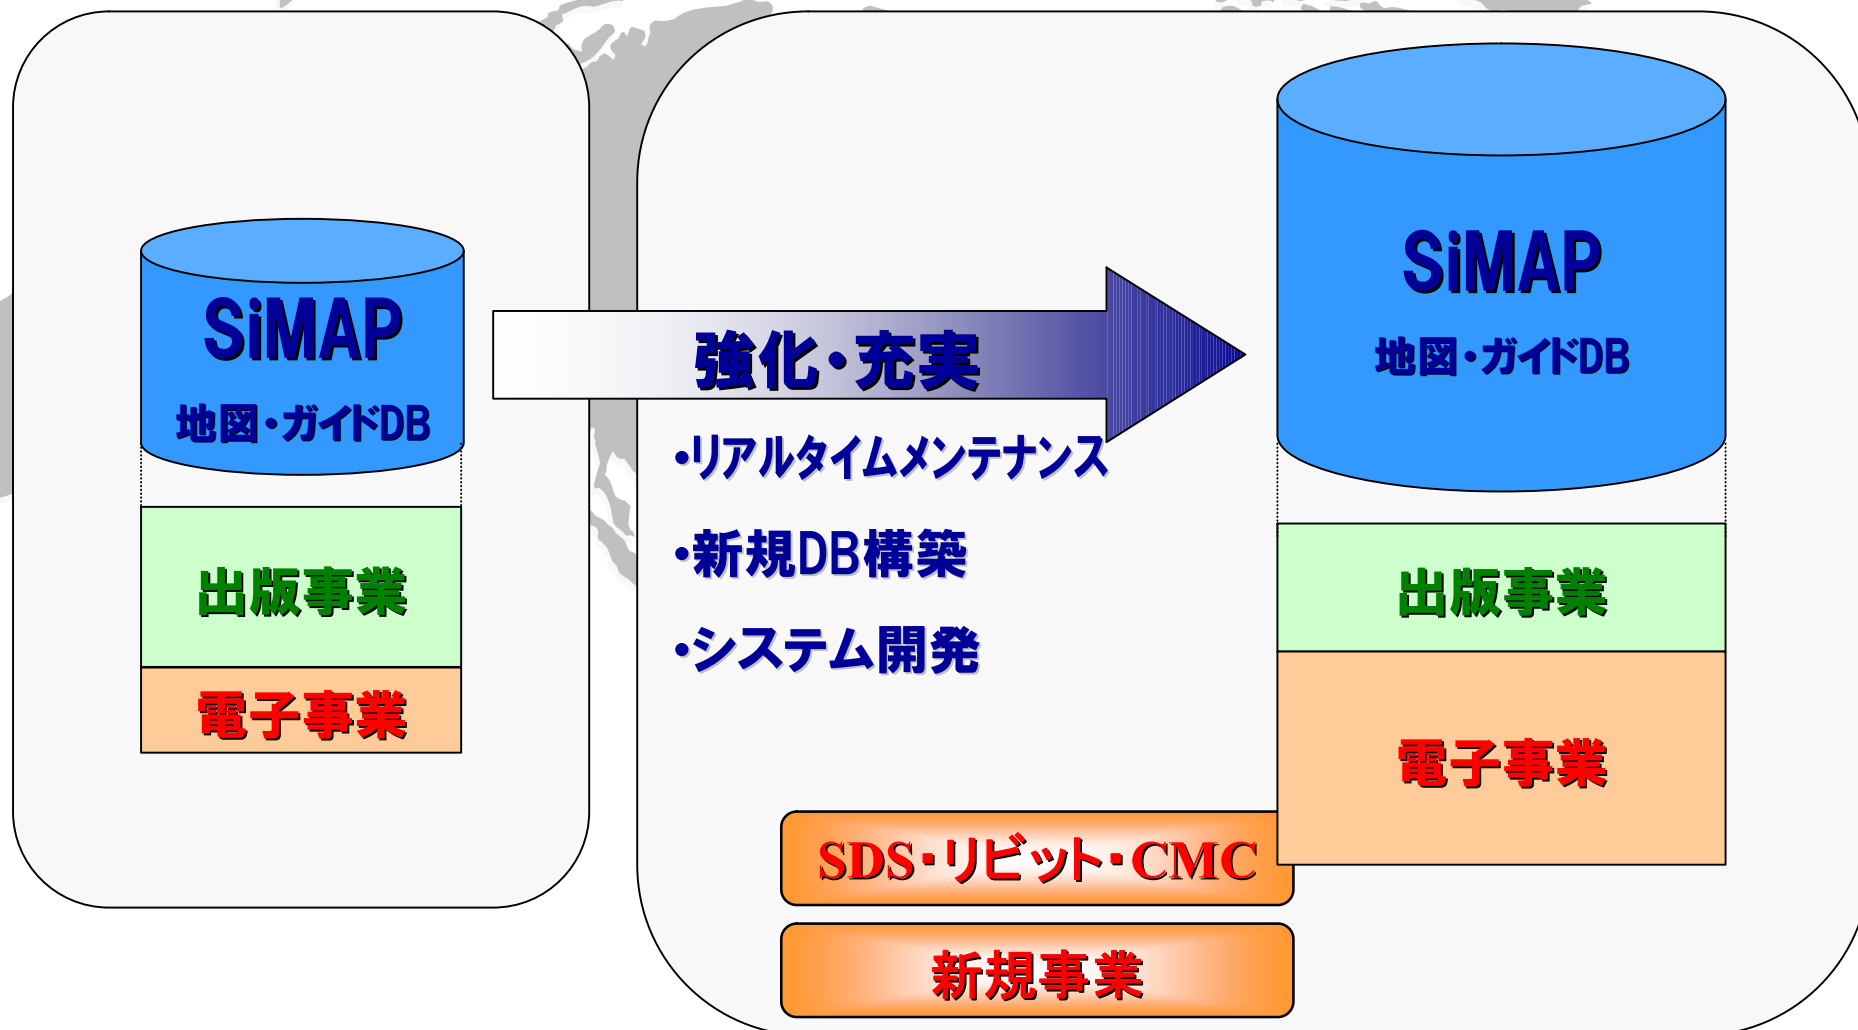 SiMAP
地図・ガイドDB
出版事業
電子事業
強化・充実
・リアルタイムメンテナンス
・新規DB構築
・システム開発
SDS・リビット・CMC
新規事業
SiMAP
地図・ガイドDB
出版事業
電子事業